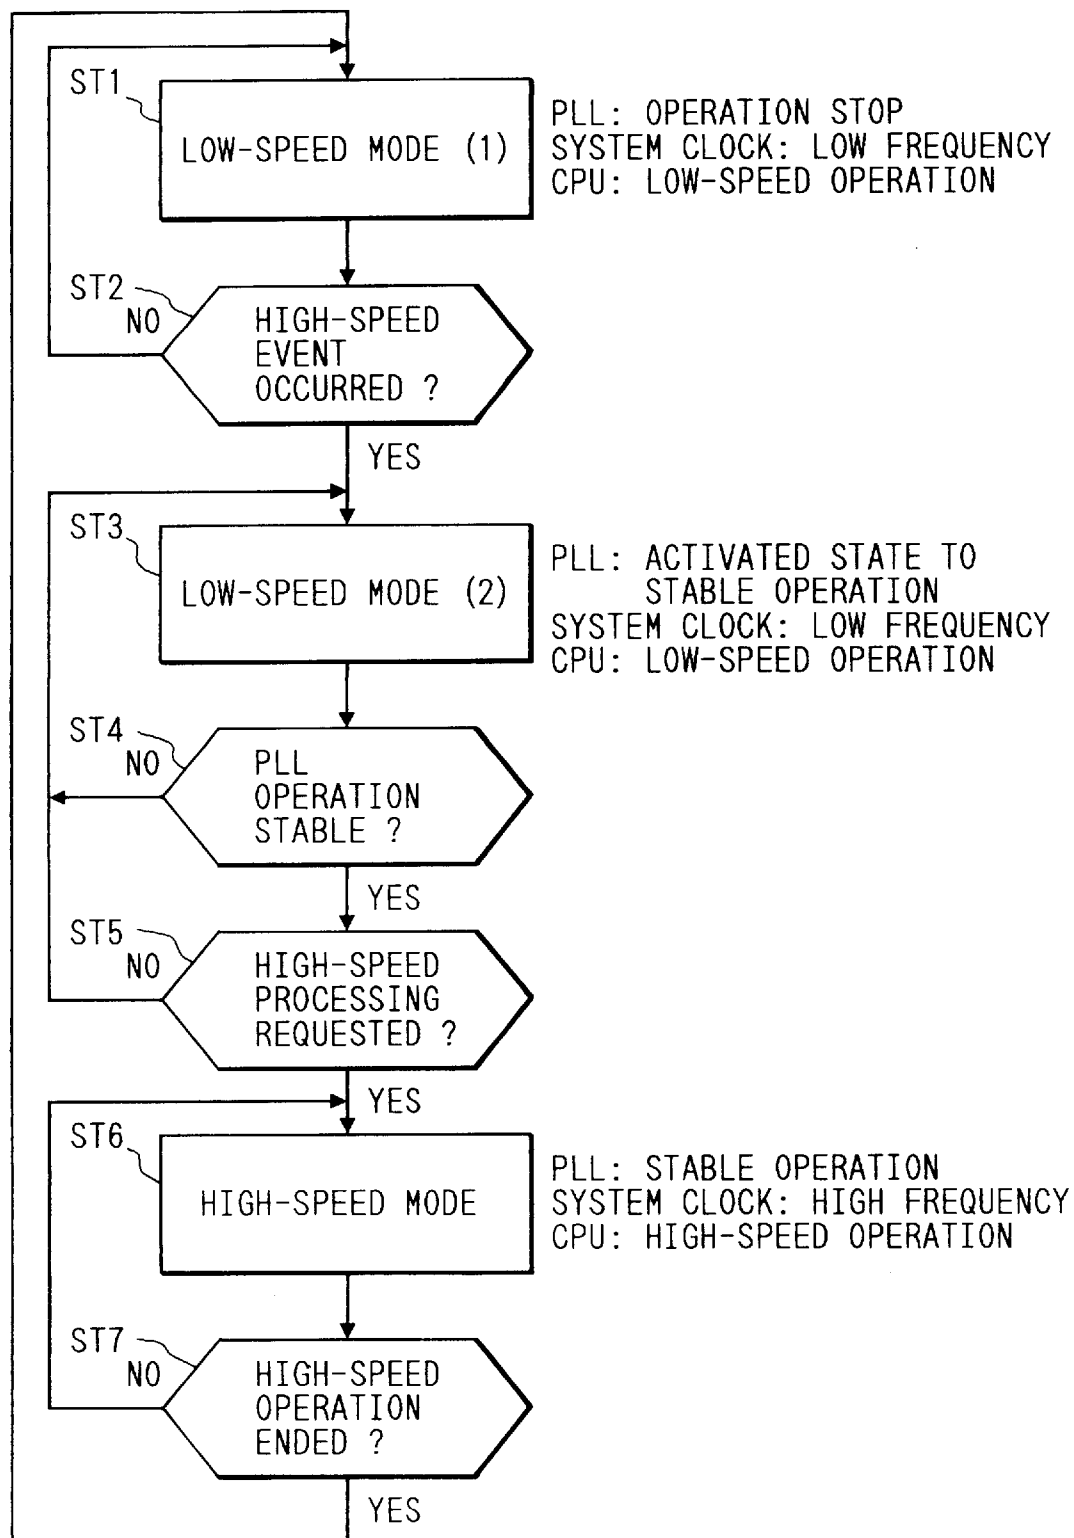 ST1
LOW-SPEED MODE (1)
PLL: OPERATION STOP
SYSTEM CLOCK: LOW FREQUENCY
CPU: LOW-SPEED OPERATION
ST2
NO
HIGH-SPEED
EVENT
OCCURRED ?
YES
ST3
LOW-SPEED MODE (2)
PLL: ACTIVATED STATE TO
STABLE OPERATION
SYSTEM CLOCK: LOW FREQUENCY
CPU: LOW-SPEED OPERATION
ST4
NO
PLL
OPERATION
STABLE ?
YES
ST5
NO
HIGH-SPEED
PROCESSING
REQUESTED ?
YES
ST6
HIGH-SPEED MODE
PLL: STABLE OPERATION
SYSTEM CLOCK: HIGH FREQUENCY
CPU: HIGH-SPEED OPERATION
ST7
NO
HIGH-SPEED
OPERATION
ENDED ?
YES